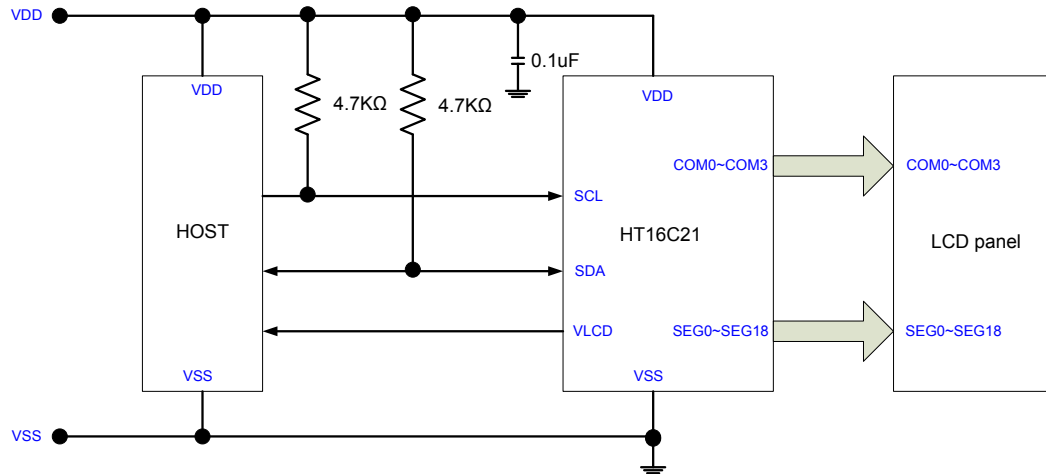 VDD
0.1uF
VDD
4.7KΩ
4.7KΩ
VDD
COM0~COM3
COM0~COM3
SCL
HOST
HT16C21
LCD panel
SDA
VLCD
SEG0~SEG18
SEG0~SEG18
VSS
VSS
VSS